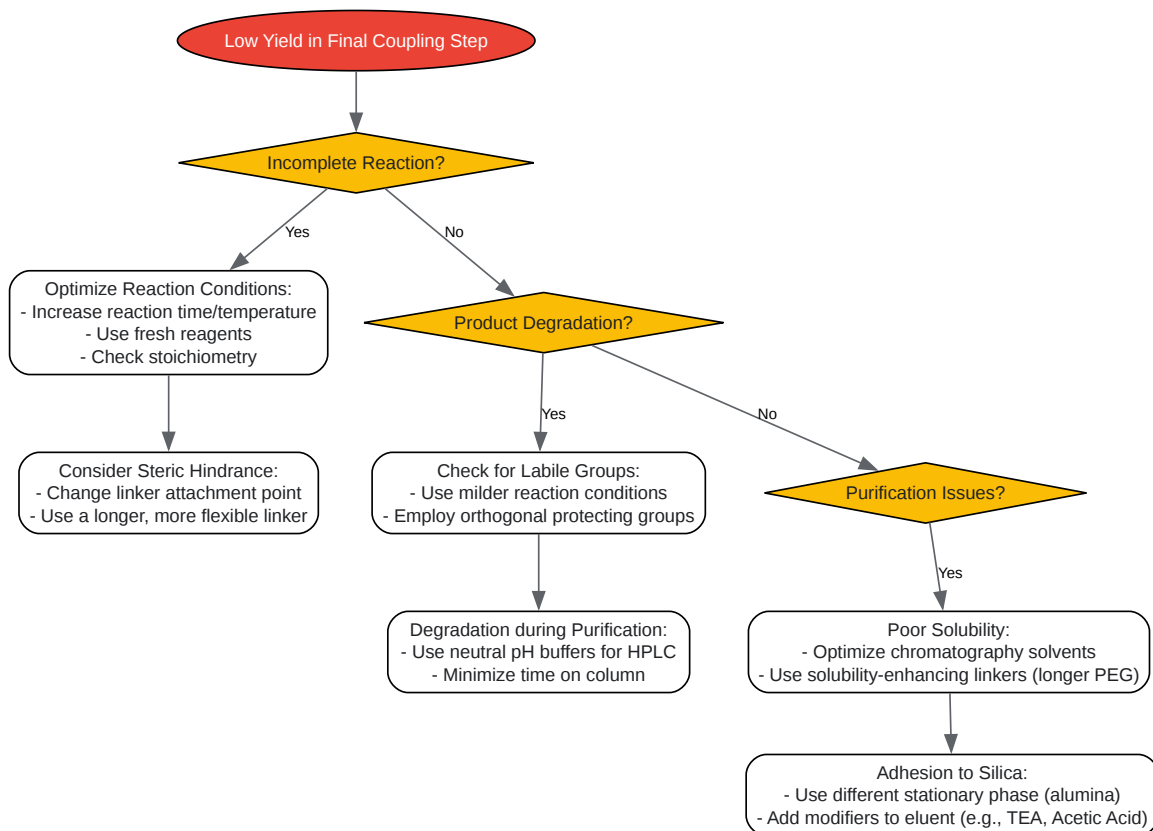 Low Yield in Final Coupling Step
Incomplete Reaction?
Yes
No
Optimize Reaction Conditions:
- Increase reaction time/temperature
- Use fresh reagents
- Check stoichiometry
Product Degradation?
Yes
No
Consider Steric Hindrance:
- Change linker attachment point
- Use a longer, more flexible linker
Check for Labile Groups:
- Use milder reaction conditions
- Employ orthogonal protecting groups
Purification Issues?
Yes
Degradation during Purification:
- Use neutral pH buffers for HPLC
- Minimize time on column
Poor Solubility:
- Optimize chromatography solvents
- Use solubility-enhancing linkers (longer PEG)
Adhesion to Silica:
- Use different stationary phase (alumina)
- Add modifiers to eluent (e.g., TEA, Acetic Acid)